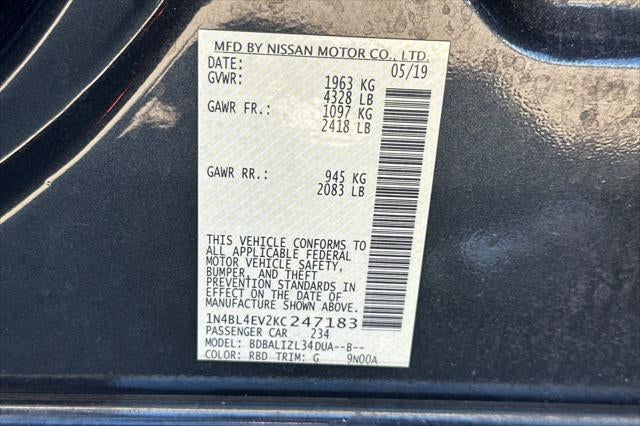 MFD BY NISSAN MOTOR CO., LTD.
DATE: 05/19
GVWR: 1963 KG
4328 LB
GAWR FR.: 1097 KG
2418 LB
GAWR RR.: 945 KG
2083 LB
THIS VEHICLE CONFORMS TO
ALL APPLICABLE FEDERAL
MOTOR VEHICLE SAFETY,
BUMPER, AND THEFT
PREVENTION STANDARDS IN
EFFECT ON THE DATE OF
MANUFACTURE SHOWN ABOVE.
1N4BL4EV2KC247183
PASSENGER CAR 234
MODEL: BDBALIZL34DUA--B--
COLOR: RBD TRIM: G 9N00A